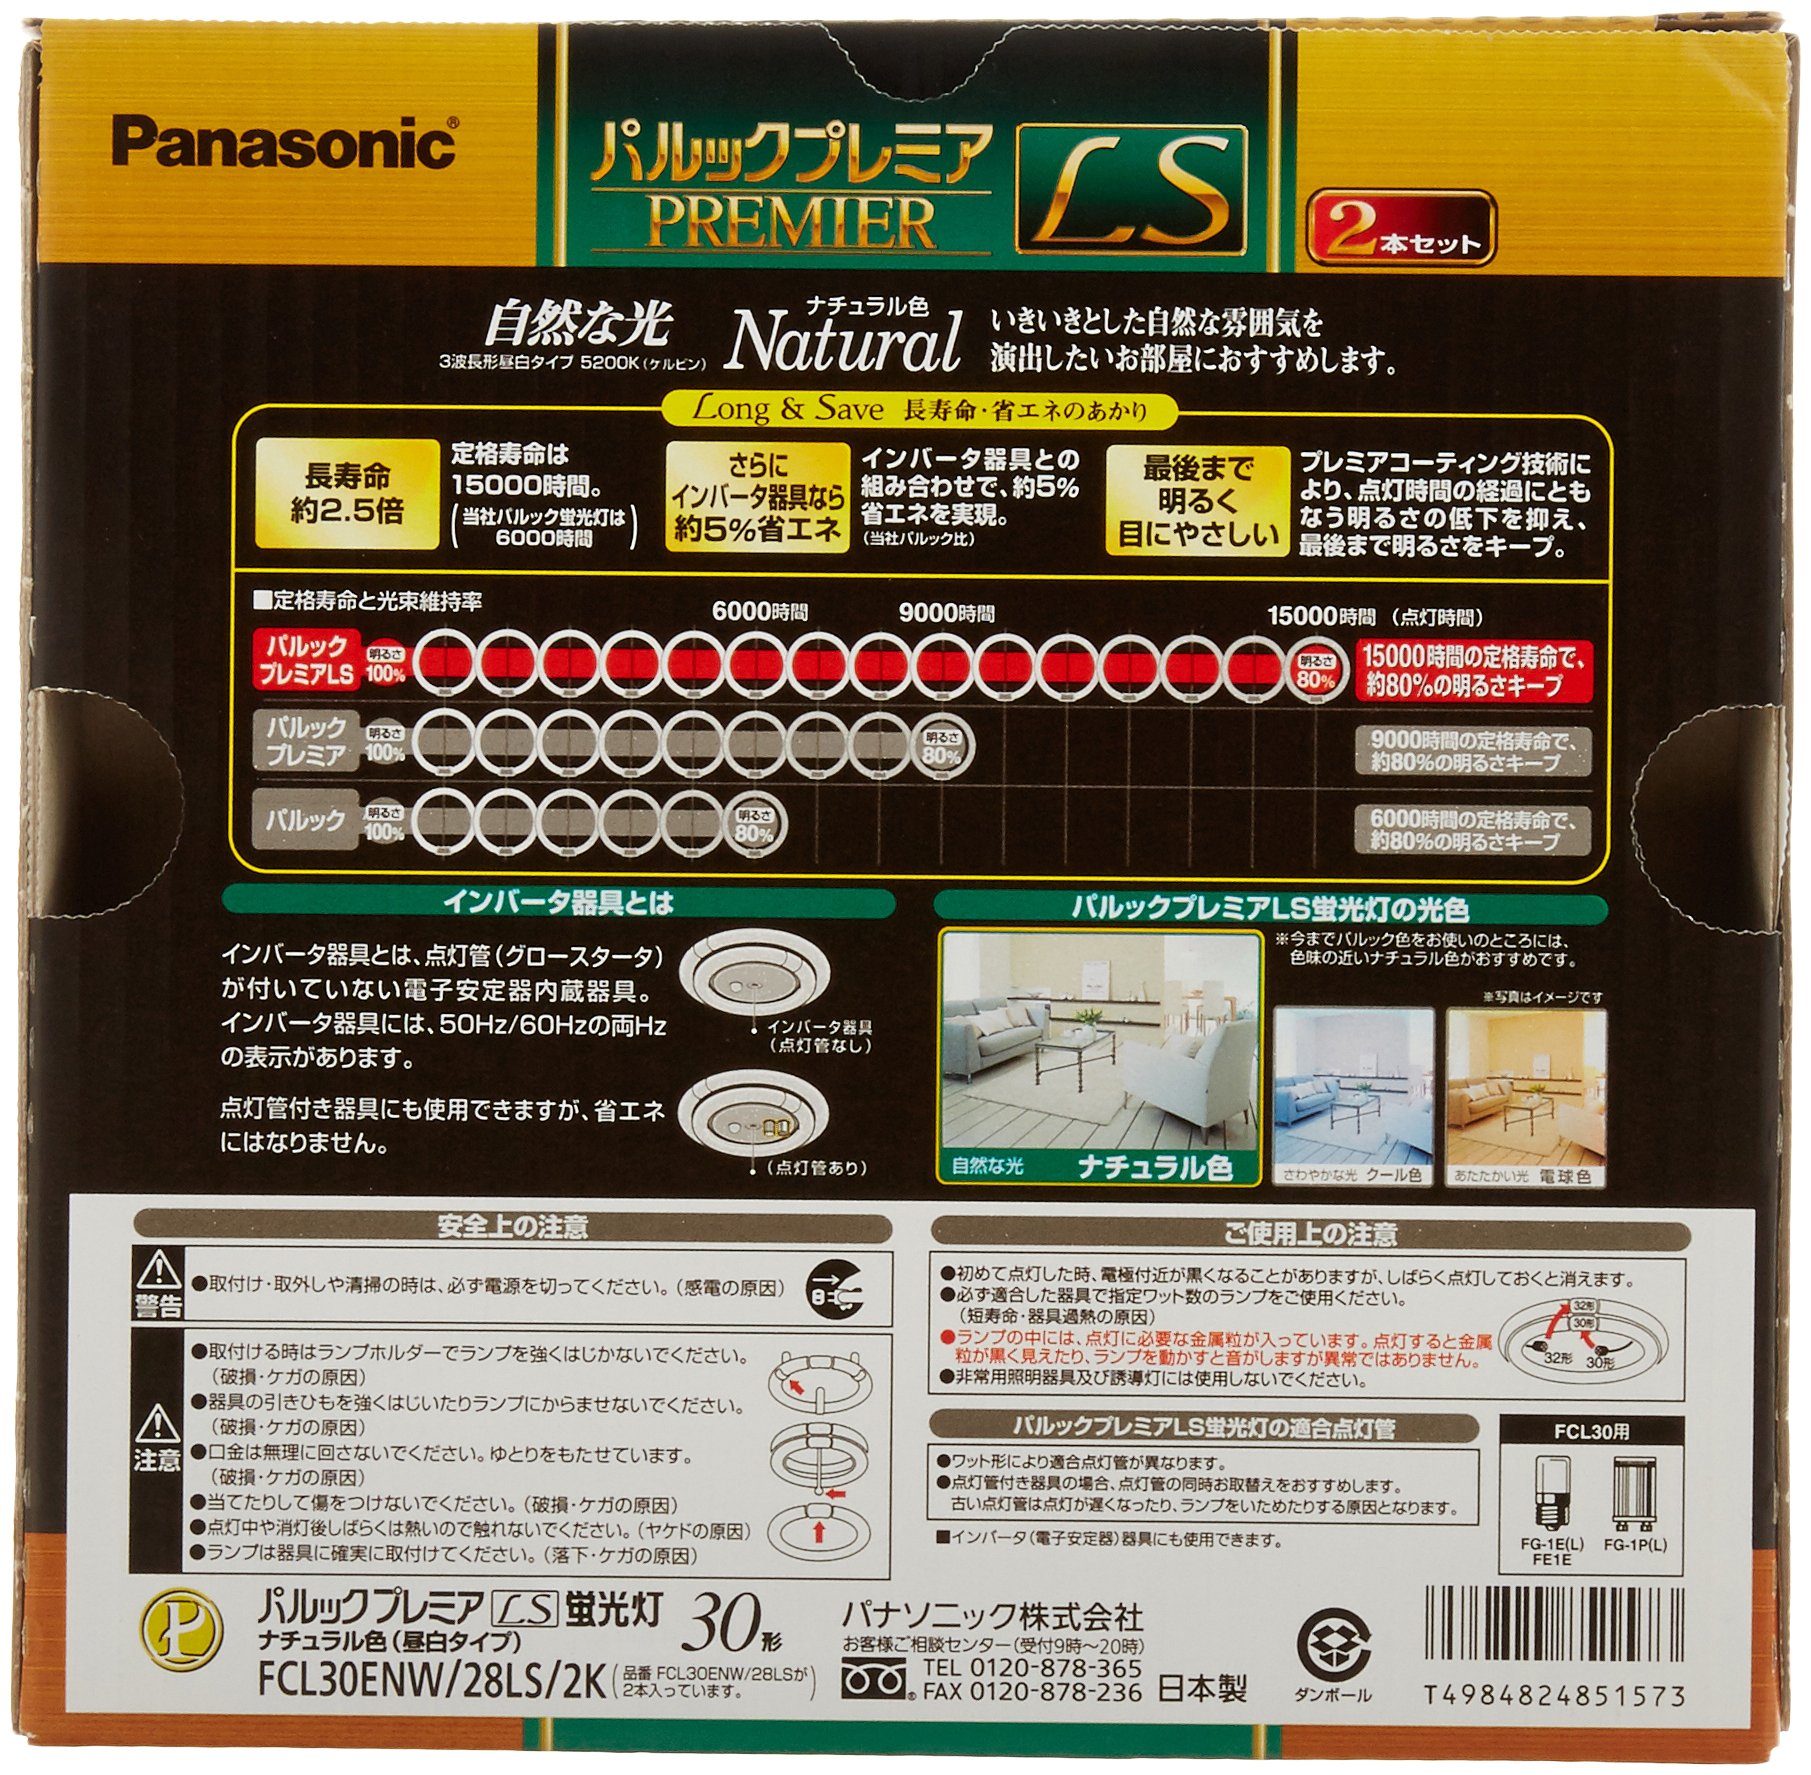 Panasonic®
パルックプレミア
PREMIER
LS
2本セット
自然な光
3波長形昼白タイプ 5200K(ケルビン)
ナチュラル色
Natural
いきいきとした自然な雰囲気を
演出したいお部屋におすすめします。
Long & Save 長寿命・省エネのあかり
長寿命
約2.5倍
定格寿命は
15000時間。
(当社パルック蛍光灯は
6000時間)
さらに
インバータ器具なら
約5%省エネ
インバータ器具との
組み合わせで、約5%
省エネを実現。
(当社パルック比)
最後まで
明るく
目にやさしい
プレミアコーティング技術に
より、点灯時間の経過にとも
なう明るさの低下を抑え、
最後まで明るさをキープ。
■定格寿命と光束維持率
6000時間 9000時間 15000時間 (点灯時間)
パルック
プレミアLS
明るさ
100%
明るさ
80%
15000時間の定格寿命で、
約80%の明るさキープ
パルック
プレミア
明るさ
100%
明るさ
80%
9000時間の定格寿命で、
約80%の明るさキープ
パルック
明るさ
100%
明るさ
80%
6000時間の定格寿命で、
約80%の明るさキープ
インバータ器具とは
インバータ器具とは、点灯管(グロースタータ)
が付いていない電子安定器内蔵器具。
インバータ器具には、50Hz/60Hzの両Hz
の表示があります。
点灯管付き器具にも使用できますが、省エネ
にはなりません。
インバータ器具
(点灯管なし)
(点灯管あり)
パルックプレミアLS蛍光灯の光色
※今までパルック色をお使いのところには、
色味の近いナチュラル色がおすすめです。
※写真はイメージです
自然な光 ナチュラル色
さわやかな光 クール色
あたたかい光 電球色
安全上の注意
警告
●取付け・取外しや清掃の時は、必ず電源を切ってください。(感電の原因)
注意
●取付ける時はランプホルダーでランプを強くはじかないでください。
(破損・ケガの原因)
●器具の引きひもを強くはじいたりランプにからませないでください。
(破損・ケガの原因)
●口金は無理に回さないでください。ゆとりをもたせています。
(破損・ケガの原因)
●当てたりして傷をつけないでください。(破損・ケガの原因)
●点灯中や消灯後しばらくは熱いので触れないでください。(ヤケドの原因)
●ランプは器具に確実に取付けてください。(落下・ケガの原因)
ご使用上の注意
●初めて点灯した時、電極付近が黒くなることがありますが、しばらく点灯しておくと消えます。
●必ず適合した器具で指定ワット数のランプをご使用ください。
(短寿命・器具過熱の原因)
●ランプの中には、点灯に必要な金属粒が入っています。点灯すると金属
粒が黒く見えたり、ランプを動かすと音がしますが異常ではありません。
●非常用照明器具及び誘導灯には使用しないでください。
32形
30形
32形 30形
パルックプレミアLS蛍光灯の適合点灯管
●ワット形により適合点灯管が異なります。
●点灯管付き器具の場合、点灯管の同時お取替えをおすすめします。
古い点灯管は点灯が遅くなったり、ランプをいためたりする原因となります。
■インバータ(電子安定器)器具にも使用できます。
FCL30用
FG-1E(L)
FE1E
FG-1P(L)
P
パルックプレミアLS蛍光灯 30形
ナチュラル色(昼白タイプ)
FCL30ENW/28LS/2K
(品番 FCL30ENW/28LSが
2本入っています。)
パナソニック株式会社
お客様ご相談センター(受付9時〜20時)
TEL 0120-878-365
FAX 0120-878-236
日本製
ダンボール
T4984824851573